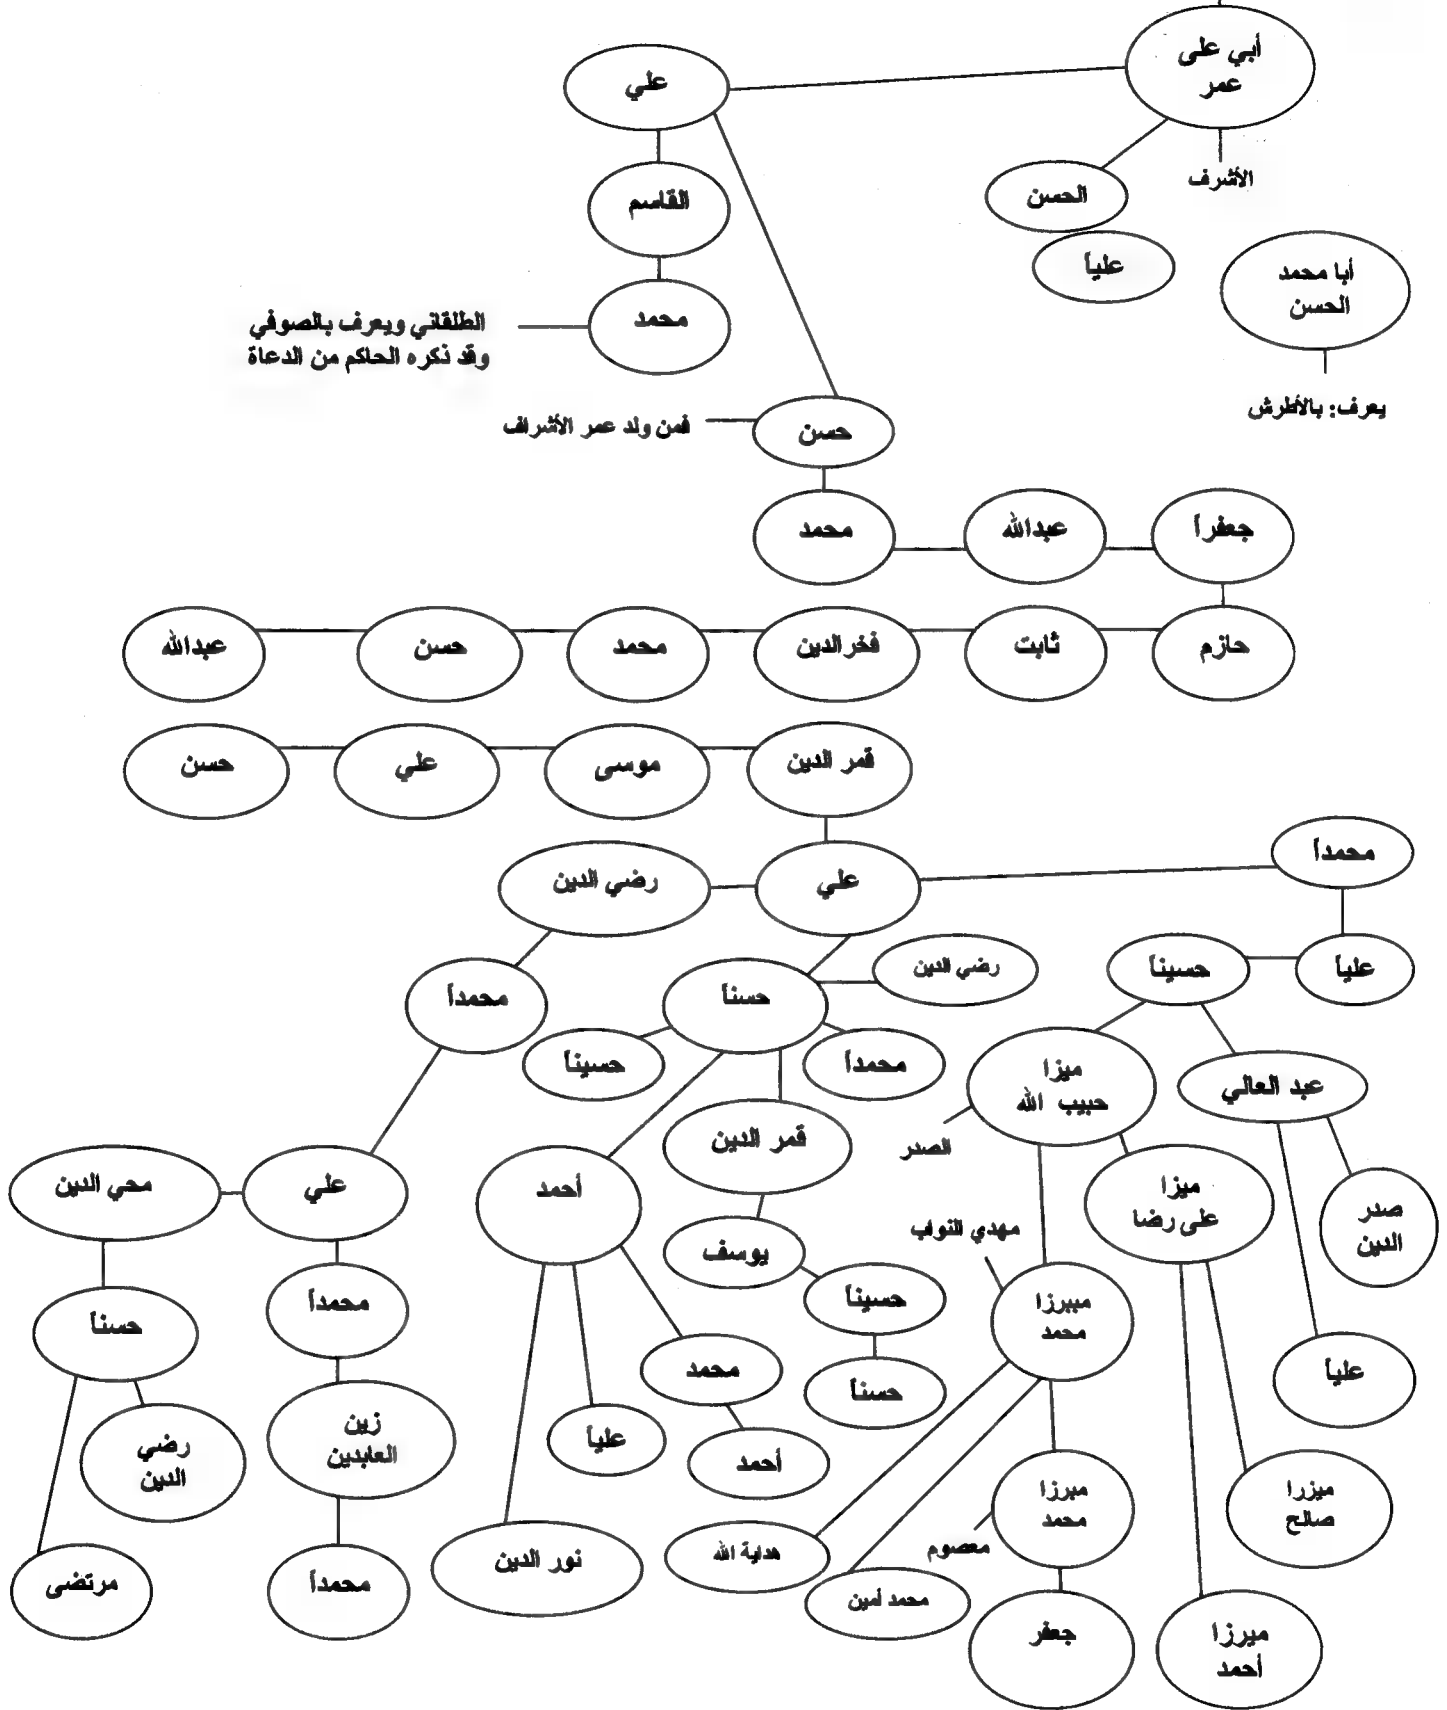 أبي على
عمر
علي
الأشرف
الحسن
القاسم
علياً
أبا محمد
الحسن
محمد
الطلقاني ويعرف بالصوفي
وقد ذكره الحاكم من الدعاة
يعرف: بالأطرش
حسن
فمن ولد عمر الأشراف
جعفراً
عبدالله
محمد
حازم
ثابت
فخرالدين
محمد
حسن
عبدالله
قمر الدين
موسى
علي
حسن
محمداً
علي
رضي الدين
علياً
حسيناً
رضي الدين
حسناً
محمداً
محمداً
حسيناً
عبد العالي
ميزا
حبيب الله
الصدر
قمر الدين
أحمد
علي
محي الدين
صدر
الدين
ميزا
على رضا
مهدي النواب
يوسف
حسيناً
محمداً
حسناً
ميبرزا
محمد
علياً
حسناً
محمد
زين
العابدين
رضي
الدين
علياً
أحمد
ميزرا
صالح
ميرزا
محمد
معصوم
هداية الله
نور الدين
محمداً
مرتضى
محمد أمين
جعفر
ميرزا
أحمد